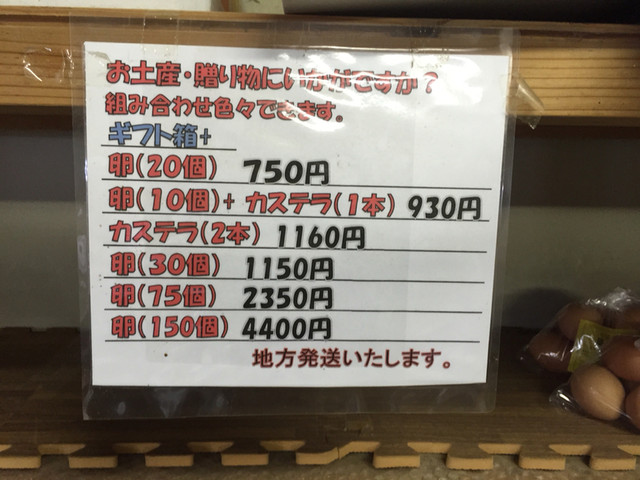 お土産・贈り物にいかがですか？
組み合わせ色々できます。
ギフト箱+
卵(20個) 750円
卵(10個)+ カステラ(1本) 930円
カステラ(2本) 1160円
卵(30個) 1150円
卵(75個) 2350円
卵(150個) 4400円
地方発送いたします。